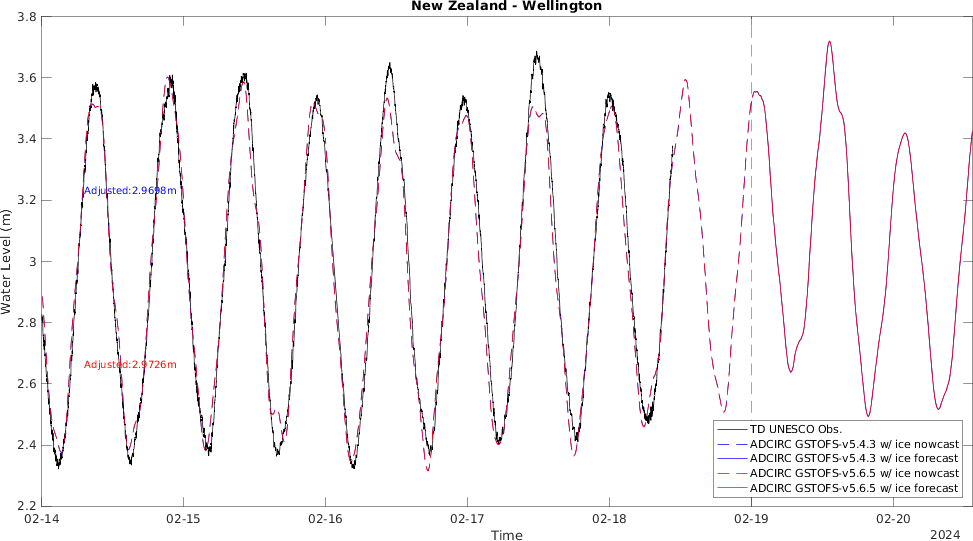 New Zealand - Wellington
3.8
3.6
3.4
3.2
3
2.8
2.6
2.4
2.2
Water Level (m)
Adjusted:2.9698m
Adjusted:2.9726m
TD UNESCO Obs.
ADCIRC GSTOFS-v5.4.3 w/ ice nowcast
ADCIRC GSTOFS-v5.4.3 w/ ice forecast
ADCIRC GSTOFS-v5.6.5 w/ ice nowcast
ADCIRC GSTOFS-v5.6.5 w/ ice forecast
02-14 02-15 02-16 02-17 02-18 02-19 02-20
Time
2024